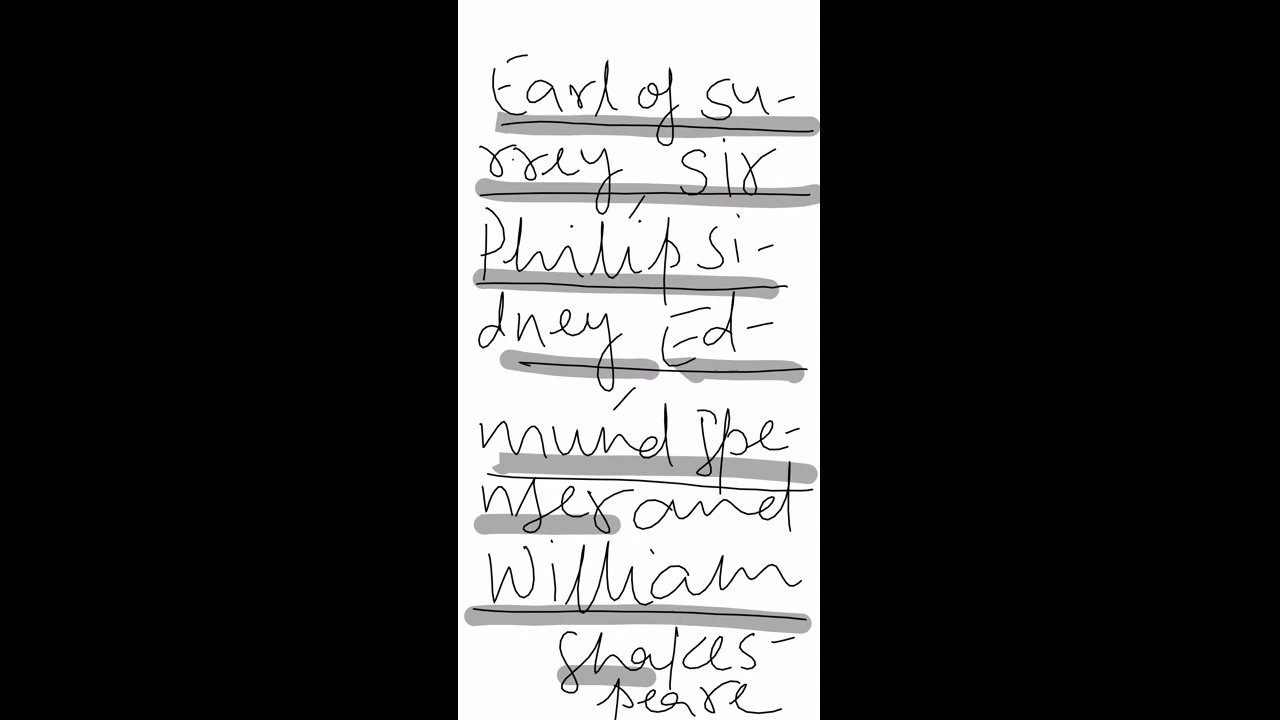 Earl of su-
rrey, sir
Philip si-
dney, Ed-
mund Spe-
nser and
William
Shakes-
peare